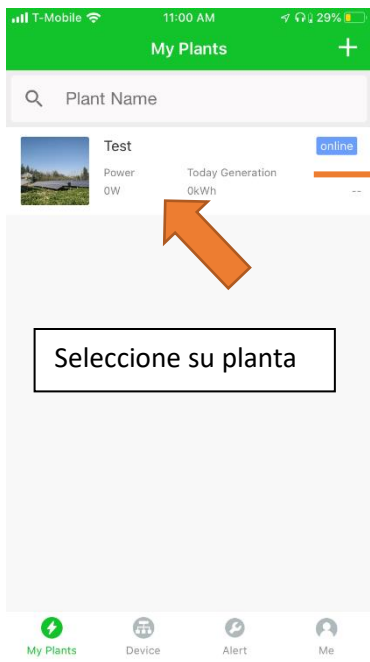 T-Mobile 11:00 AM 29%
My Plants +
Plant Name
Test online
Power Today Generation
0W 0kWh --
Seleccione su planta
My Plants Device Alert Me